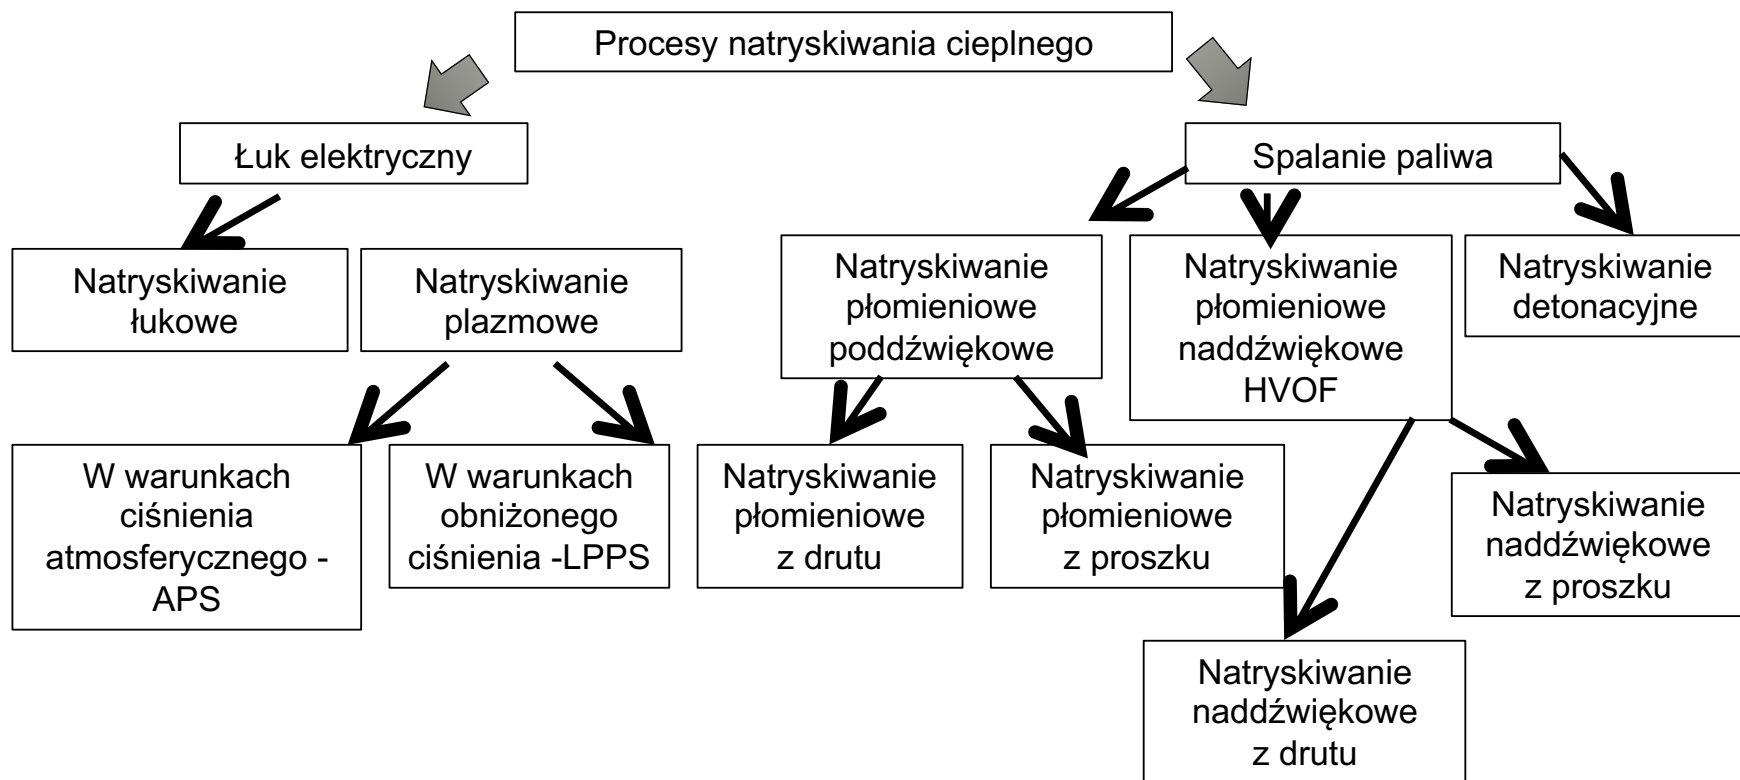 Procesy natryskiwania cieplnego
Łuk elektryczny
Spalanie paliwa
Natryskiwanie
łukowe
Natryskiwanie
plazmowe
Natryskiwanie
płomieniowe
poddźwiękowe
Natryskiwanie
płomieniowe
naddźwiękowe
HVOF
Natryskiwanie
detonacyjne
W warunkach
ciśnienia
atmosferycznego -
APS
W warunkach
obniżonego
ciśnienia -LPPS
Natryskiwanie
płomieniowe
z drutu
Natryskiwanie
płomieniowe
z proszku
Natryskiwanie
naddźwiękowe
z proszku
Natryskiwanie
naddźwiękowe
z drutu